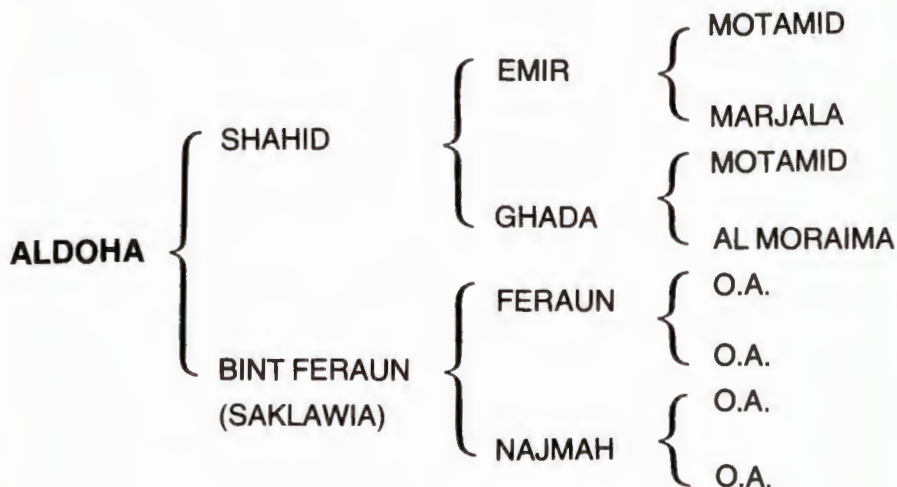 MOTAMID
EMIR
MARJALA
SHAHID
MOTAMID
GHADA
AL MORAIMA
ALDOHA
O.A.
FERAUN
O.A.
BINT FERAUN
(SAKLAWIA)
O.A.
NAJMAH
O.A.